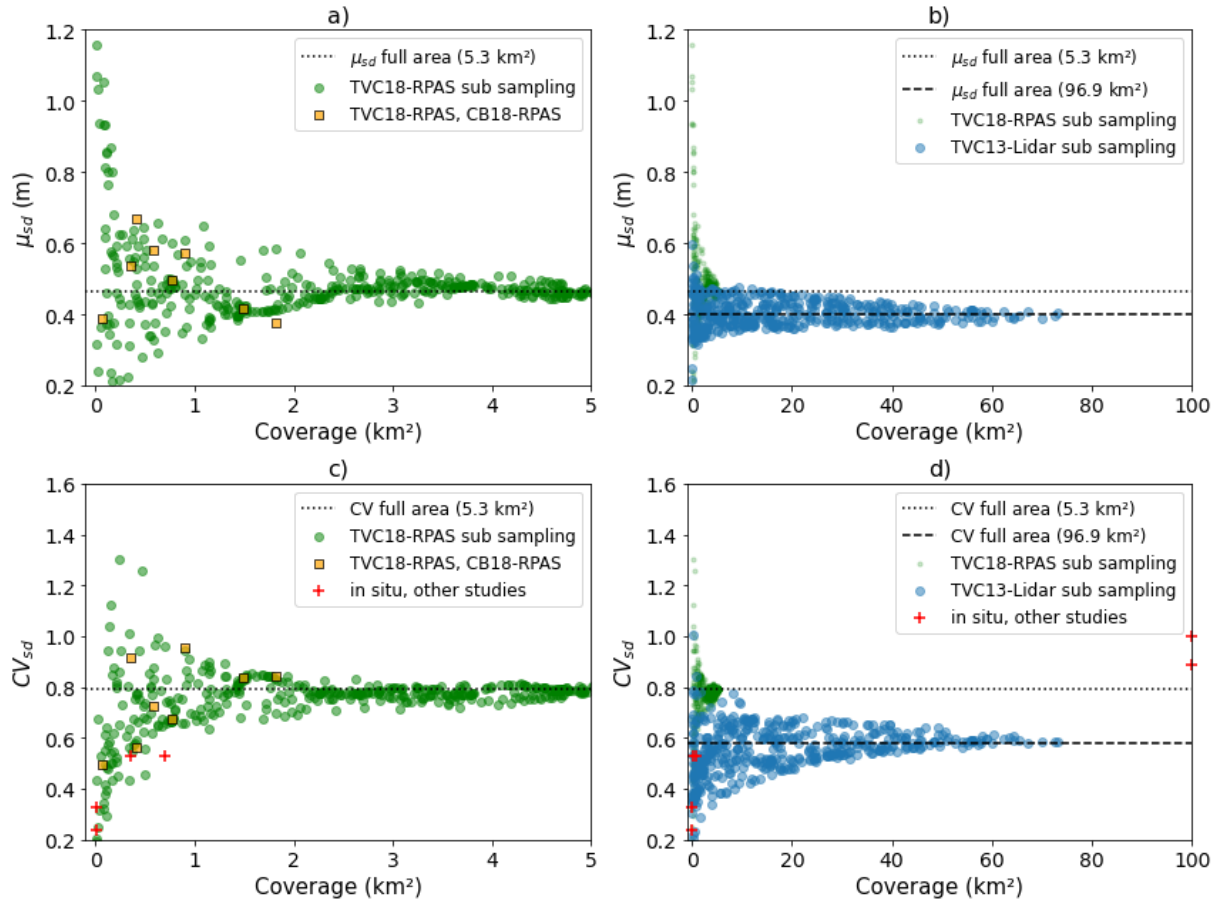 a)
1.2
1.0
0.8
0.6
0.4
0.2
μsd (m)
μsd full area (5.3 km²)
TVC18-RPAS sub sampling
TVC18-RPAS, CB18-RPAS
0 1 2 3 4 5
Coverage (km²)
b)
1.2
1.0
0.8
0.6
0.4
0.2
μsd (m)
μsd full area (5.3 km²)
μsd full area (96.9 km²)
TVC18-RPAS sub sampling
TVC13-Lidar sub sampling
0 20 40 60 80 100
Coverage (km²)
c)
1.6
1.4
1.2
1.0
0.8
0.6
0.4
0.2
CVsd
CV full area (5.3 km²)
TVC18-RPAS sub sampling
TVC18-RPAS, CB18-RPAS
in situ, other studies
0 1 2 3 4 5
Coverage (km²)
d)
1.6
1.4
1.2
1.0
0.8
0.6
0.4
0.2
CVsd
CV full area (5.3 km²)
CV full area (96.9 km²)
TVC18-RPAS sub sampling
TVC13-Lidar sub sampling
in situ, other studies
0 20 40 60 80 100
Coverage (km²)